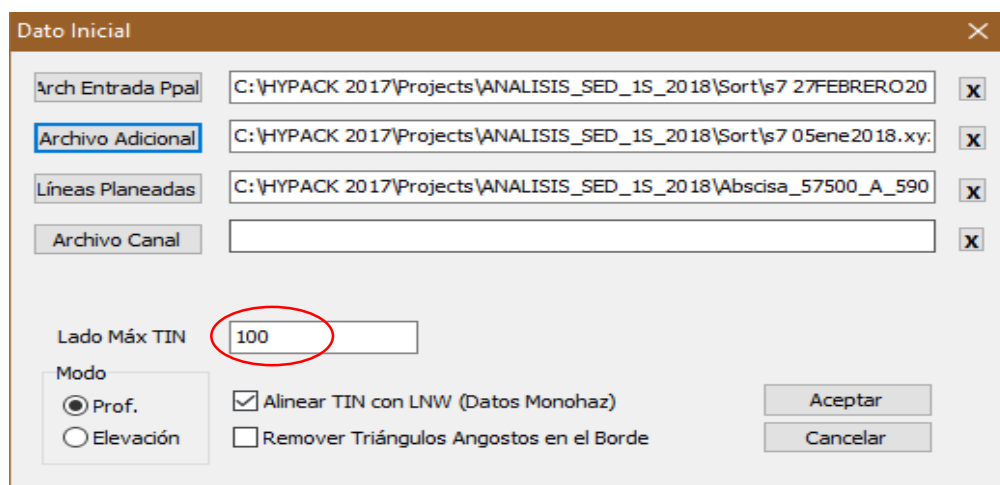 Dato Inicial
Arch Entrada Ppal C:\HYPACK 2017\Projects\ANALISIS_SED_1S_2018\Sort\s7 27FEBRERO20 x
Archivo Adicional C:\HYPACK 2017\Projects\ANALISIS_SED_1S_2018\Sort\s7 05ene2018.xy: x
Líneas Planeadas C:\HYPACK 2017\Projects\ANALISIS_SED_1S_2018\Abscisa_57500_A_590 x
Archivo Canal x
Lado Máx TIN 100
Modo
Prof. Alinear TIN con LNW (Datos Monohaz) Aceptar
Elevación Remover Triángulos Angostos en el Borde Cancelar